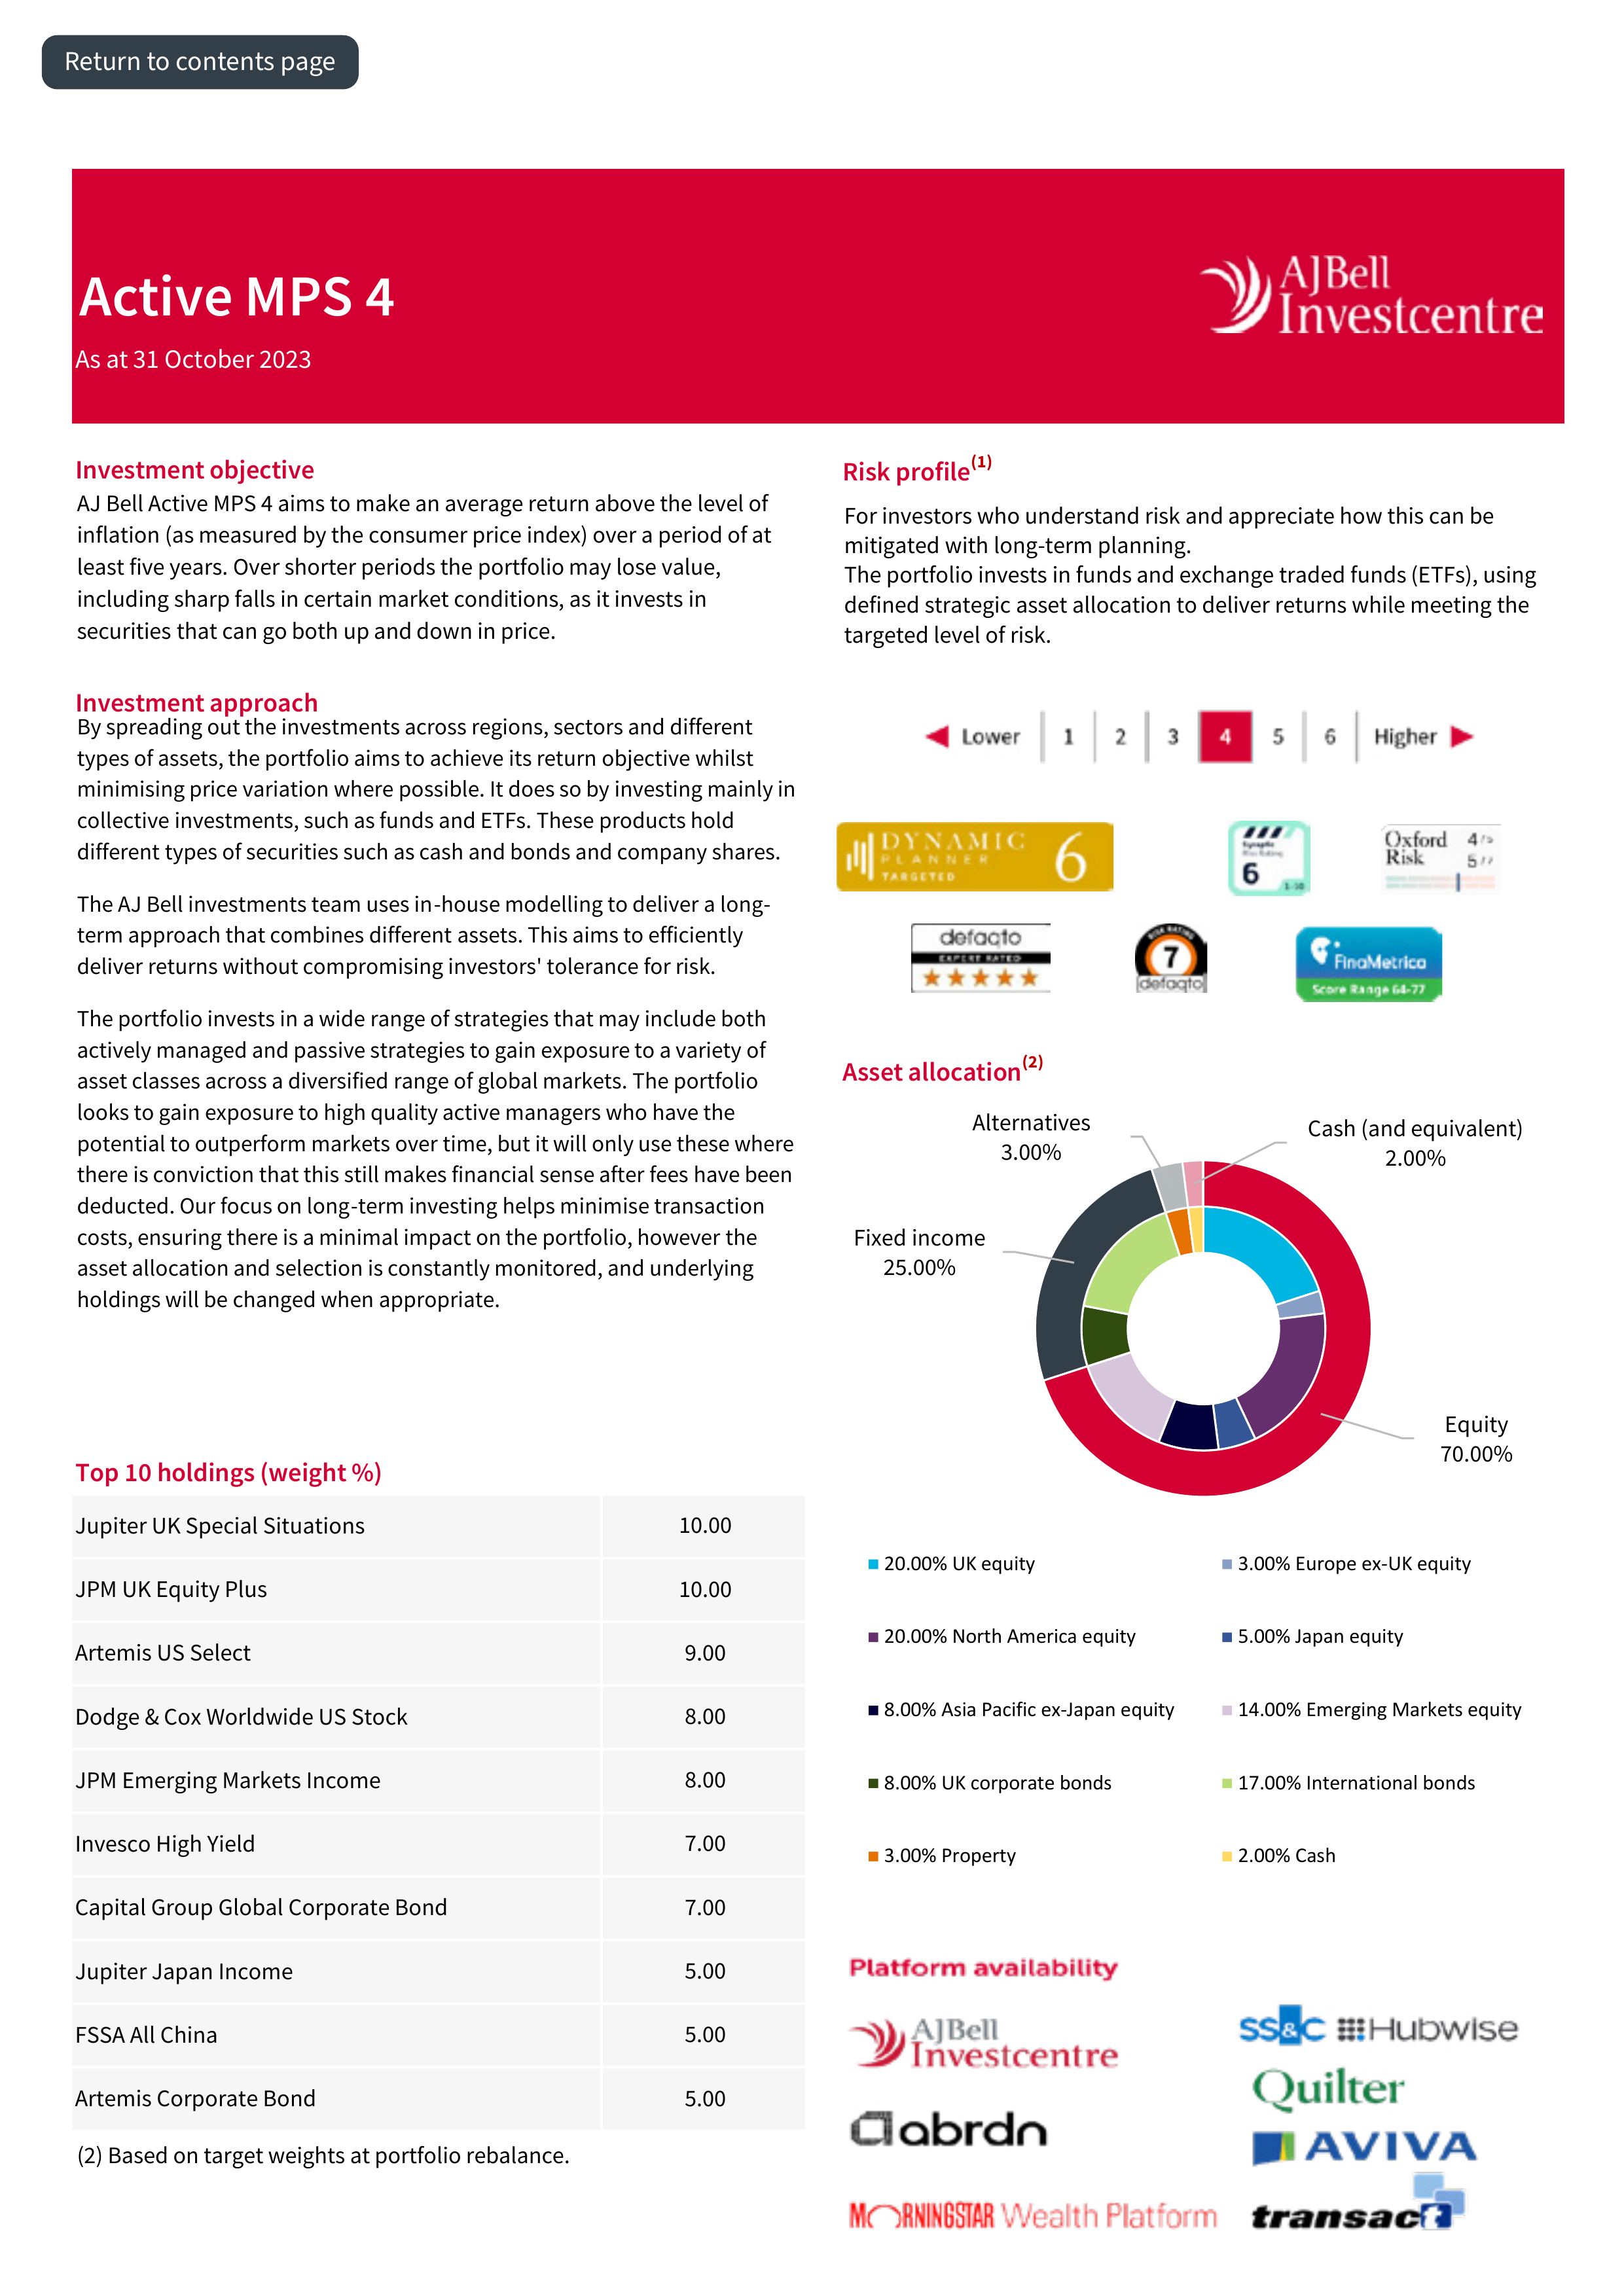 Return to contents page
Active MPS 4
As at 31 October 2023
AJBell
Investcentre
Investment objective
AJ Bell Active MPS 4 aims to make an average return above the level of
inflation (as measured by the consumer price index) over a period of at
least five years. Over shorter periods the portfolio may lose value,
including sharp falls in certain market conditions, as it invests in
securities that can go both up and down in price.
Investment approach
By spreading out the investments across regions, sectors and different
types of assets, the portfolio aims to achieve its return objective whilst
minimising price variation where possible. It does so by investing mainly in
collective investments, such as funds and ETFs. These products hold
different types of securities such as cash and bonds and company shares.
The AJ Bell investments team uses in-house modelling to deliver a long-
term approach that combines different assets. This aims to efficiently
deliver returns without compromising investors' tolerance for risk.
The portfolio invests in a wide range of strategies that may include both
actively managed and passive strategies to gain exposure to a variety of
asset classes across a diversified range of global markets. The portfolio
looks to gain exposure to high quality active managers who have the
potential to outperform markets over time, but it will only use these where
there is conviction that this still makes financial sense after fees have been
deducted. Our focus on long-term investing helps minimise transaction
costs, ensuring there is a minimal impact on the portfolio, however the
asset allocation and selection is constantly monitored, and underlying
holdings will be changed when appropriate.
Top 10 holdings (weight %)
Jupiter UK Special Situations 10.00
JPM UK Equity Plus 10.00
Artemis US Select 9.00
Dodge & Cox Worldwide US Stock 8.00
JPM Emerging Markets Income 8.00
Invesco High Yield 7.00
Capital Group Global Corporate Bond 7.00
Jupiter Japan Income 5.00
FSSA All China 5.00
Artemis Corporate Bond 5.00
(2) Based on target weights at portfolio rebalance.
Risk profile(1)
For investors who understand risk and appreciate how this can be
mitigated with long-term planning.
The portfolio invests in funds and exchange traded funds (ETFs), using
defined strategic asset allocation to deliver returns while meeting the
targeted level of risk.
Lower 1 2 3 4 5 6 Higher
DYNAMIC
PLANNER
TARGETED
6
Synaptic
Risk Rating
6
1-10
Oxford
Risk
4/5
5/7
defaqto
EXPERT RATED
RISK RATING
7
defaqto
FinaMetrica
Score Range 64-77
Asset allocation(2)
Alternatives
3.00%
Cash (and equivalent)
2.00%
Fixed income
25.00%
Equity
70.00%
20.00% UK equity
3.00% Europe ex-UK equity
20.00% North America equity
5.00% Japan equity
8.00% Asia Pacific ex-Japan equity
14.00% Emerging Markets equity
8.00% UK corporate bonds
17.00% International bonds
3.00% Property
2.00% Cash
Platform availability
AJBell
Investcentre
SS&C Hubwise
Quilter
abrdn
AVIVA
MORNINGSTAR Wealth Platform
transact